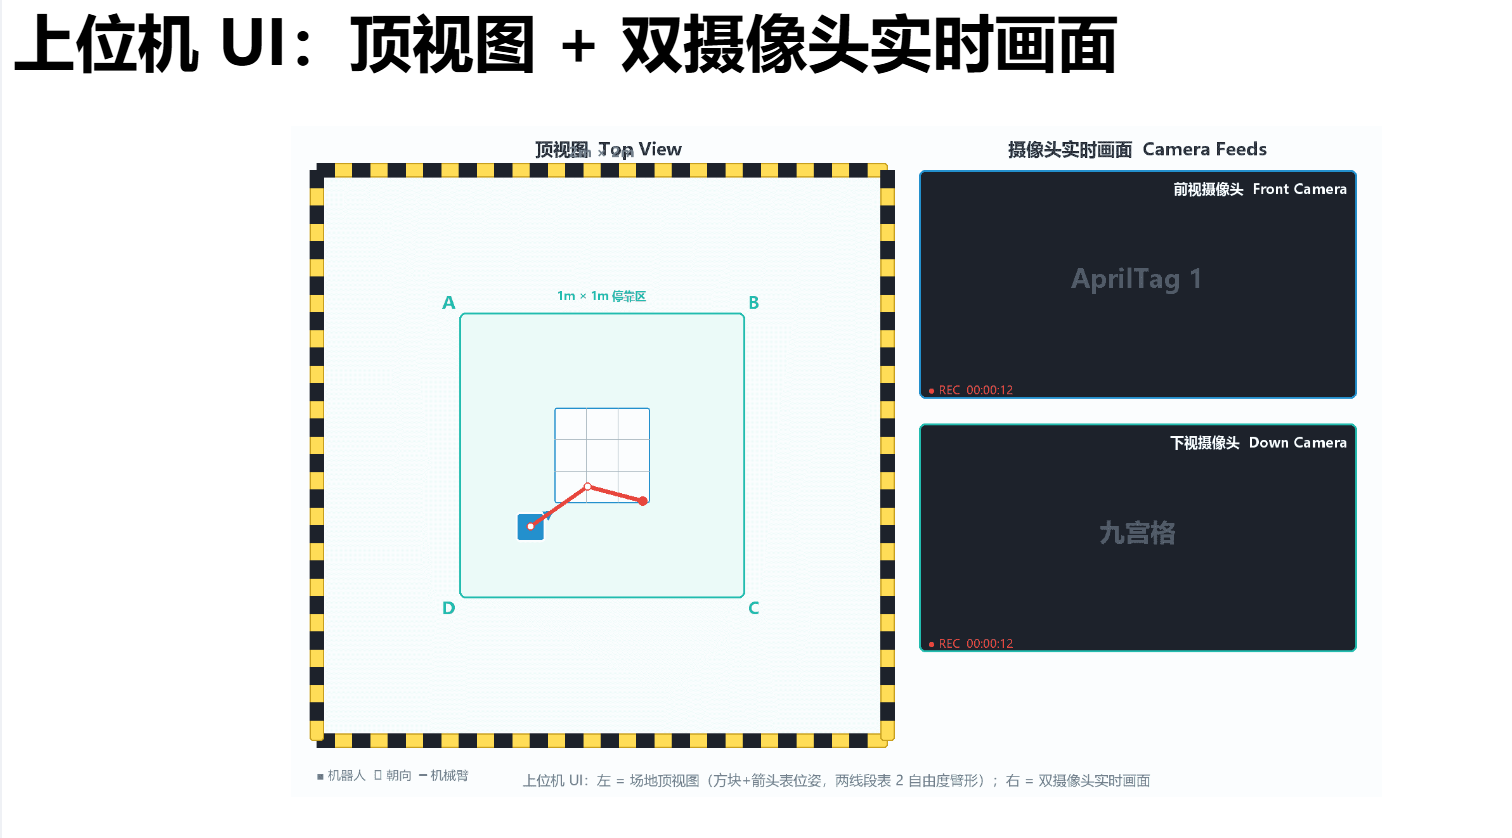 上位机 UI：顶视图 + 双摄像头实时画面
顶视图 Top View
摄像头实时画面 Camera Feeds
前视摄像头 Front Camera
AprilTag 1
REC 00:00:12
A
1m × 1m 停靠区
B
下视摄像头 Down Camera
九宫格
D
C
REC 00:00:12
■ 机器人 朝向 机械臂
上位机 UI：左 = 场地顶视图（方块+箭头表位姿，两线段表 2 自由度臂形）；右 = 双摄像头实时画面